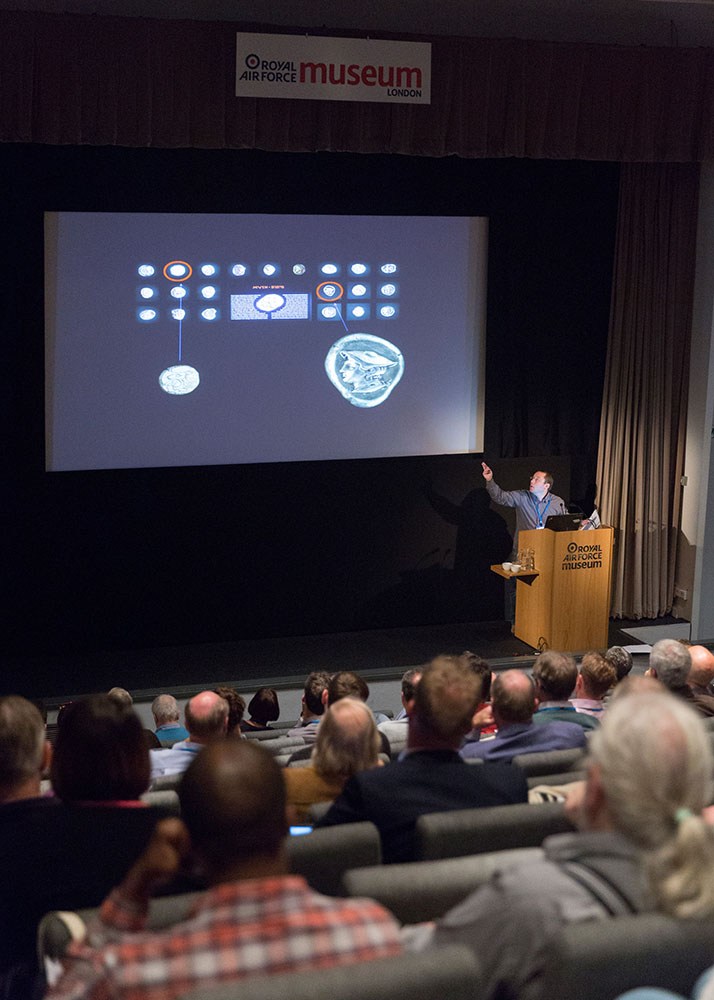 ROYAL
AIR FORCE museum
LONDON
ROYAL
AIR FORCE
museum